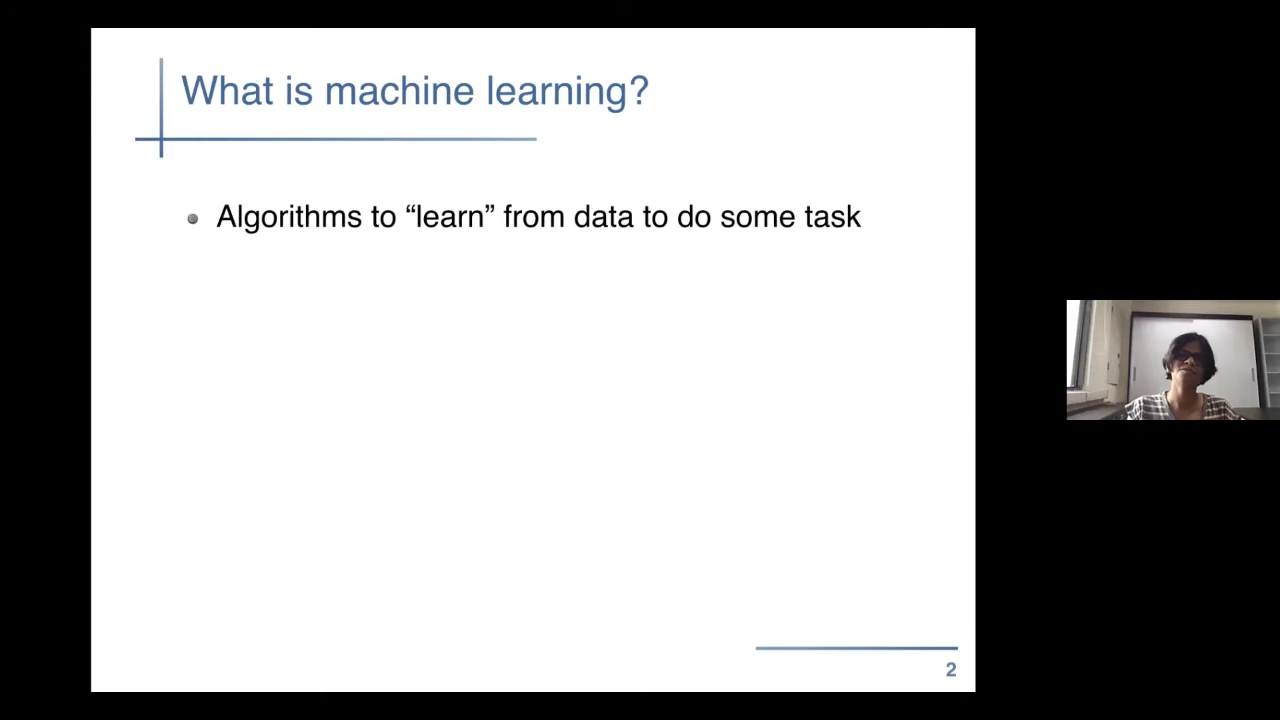 What is machine learning?
Algorithms to “learn” from data to do some task
2